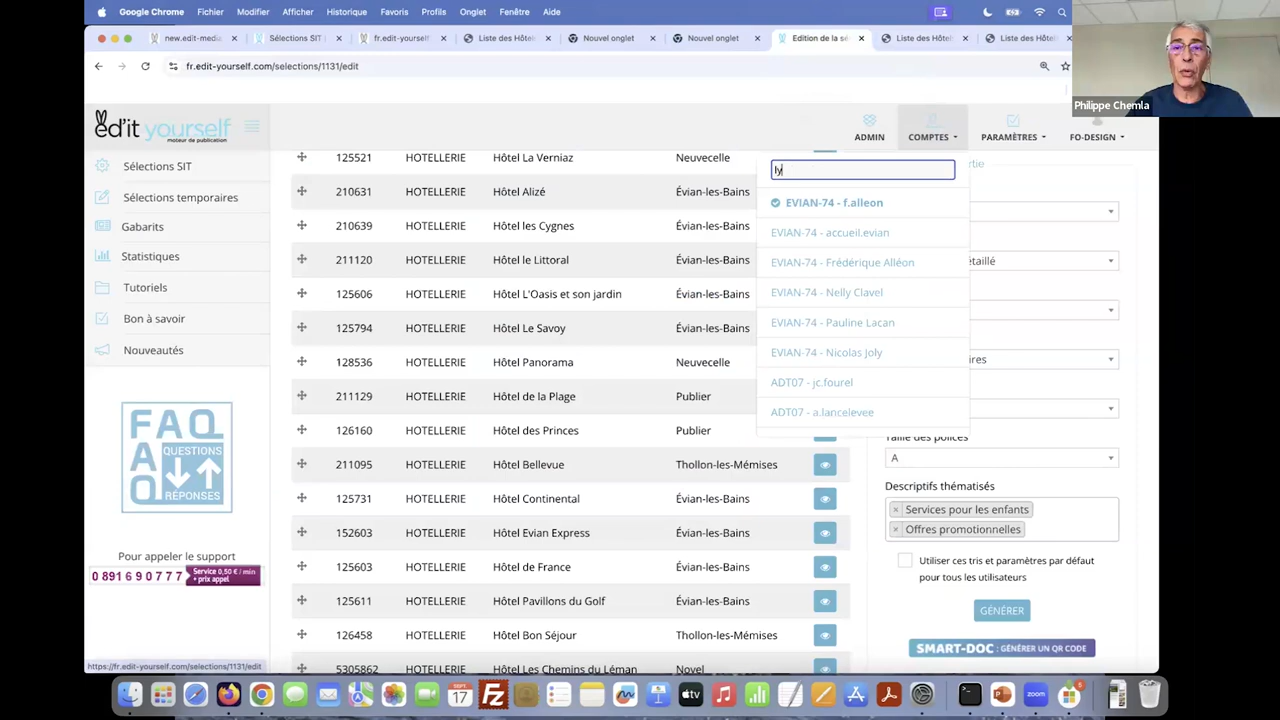 Google Chrome Fichier Modifier Afficher Historique Favoris Profils Onglet Fenêtre Aide
new.edit-media Sélections SIT fr.edit-yourself Liste des Hôtels Nouvel onglet Nouvel onglet Edition de la sé Liste des Hôtels Liste des Hôtels
fr.edit-yourself.com/selections/1131/edit
Philippe Chemla
éd'it yourself
moteur de publication
ADMIN COMPTES PARAMÈTRES FO-DESIGN
Sélections SIT
Sélections temporaires
Gabarits
Statistiques
Tutoriels
Bon à savoir
Nouveautés
FAQ
QUESTIONS
RÉPONSES
Pour appeler le support
0 891 6 9 0 7 7 7 Service 0,50 € / min
+ prix appel
https://fr.edit-yourself.com/selections/1131/edit
125521 HOTELLERIE Hôtel La Verniaz Neuvecelle
210631 HOTELLERIE Hôtel Alizé Évian-les-Bains
210639 HOTELLERIE Hôtel les Cygnes Évian-les-Bains
211120 HOTELLERIE Hôtel le Littoral Évian-les-Bains
125606 HOTELLERIE Hôtel L'Oasis et son jardin Évian-les-Bains
125794 HOTELLERIE Hôtel Le Savoy Évian-les-Bains
128536 HOTELLERIE Hôtel Panorama Neuvecelle
211129 HOTELLERIE Hôtel de la Plage Publier
126160 HOTELLERIE Hôtel des Princes Publier
211095 HOTELLERIE Hôtel Bellevue Thollon-les-Mémises
125731 HOTELLERIE Hôtel Continental Évian-les-Bains
152603 HOTELLERIE Hôtel Evian Express Évian-les-Bains
125603 HOTELLERIE Hôtel de France Évian-les-Bains
125611 HOTELLERIE Hôtel Pavillons du Golf Évian-les-Bains
126458 HOTELLERIE Hôtel Bon Séjour Thollon-les-Mémises
5305862 HOTELLERIE Hôtel Les Chemins du Léman Novel
ly
EVIAN-74 - f.alleon
EVIAN-74 - accueil.evian
EVIAN-74 - Frédérique Alléon
EVIAN-74 - Nelly Clavel
EVIAN-74 - Pauline Lacan
EVIAN-74 - Nicolas Joly
ADT07 - jc.fourel
ADT07 - a.lancelevee
Taille des polices
A
Descriptifs thématisés
× Services pour les enfants
× Offres promotionnelles
Utiliser ces tris et paramètres par défaut
pour tous les utilisateurs
GÉNÉRER
SMART-DOC : GÉNÉRER UN QR CODE
SEPT.
17
tv
zoom